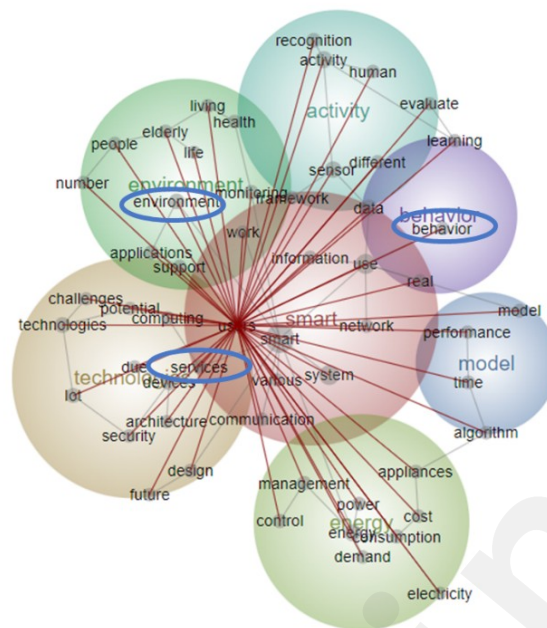 recognition
activity
human
activity
evaluate
living
health
learning
elderly
people
life
different
sensor
number
environment
monitoring
framework
environment
data
behavior
behavior
work
applications
information
use
support
real
challenges
potential
computing
technologies
users
smart
network
model
performance
smart
due
services
technologies
model
devices
various
system
time
Iot
architecture
communication
security
algorithm
design
appliances
management
future
power
control
cost
energy
energy
consumption
demand
electricity